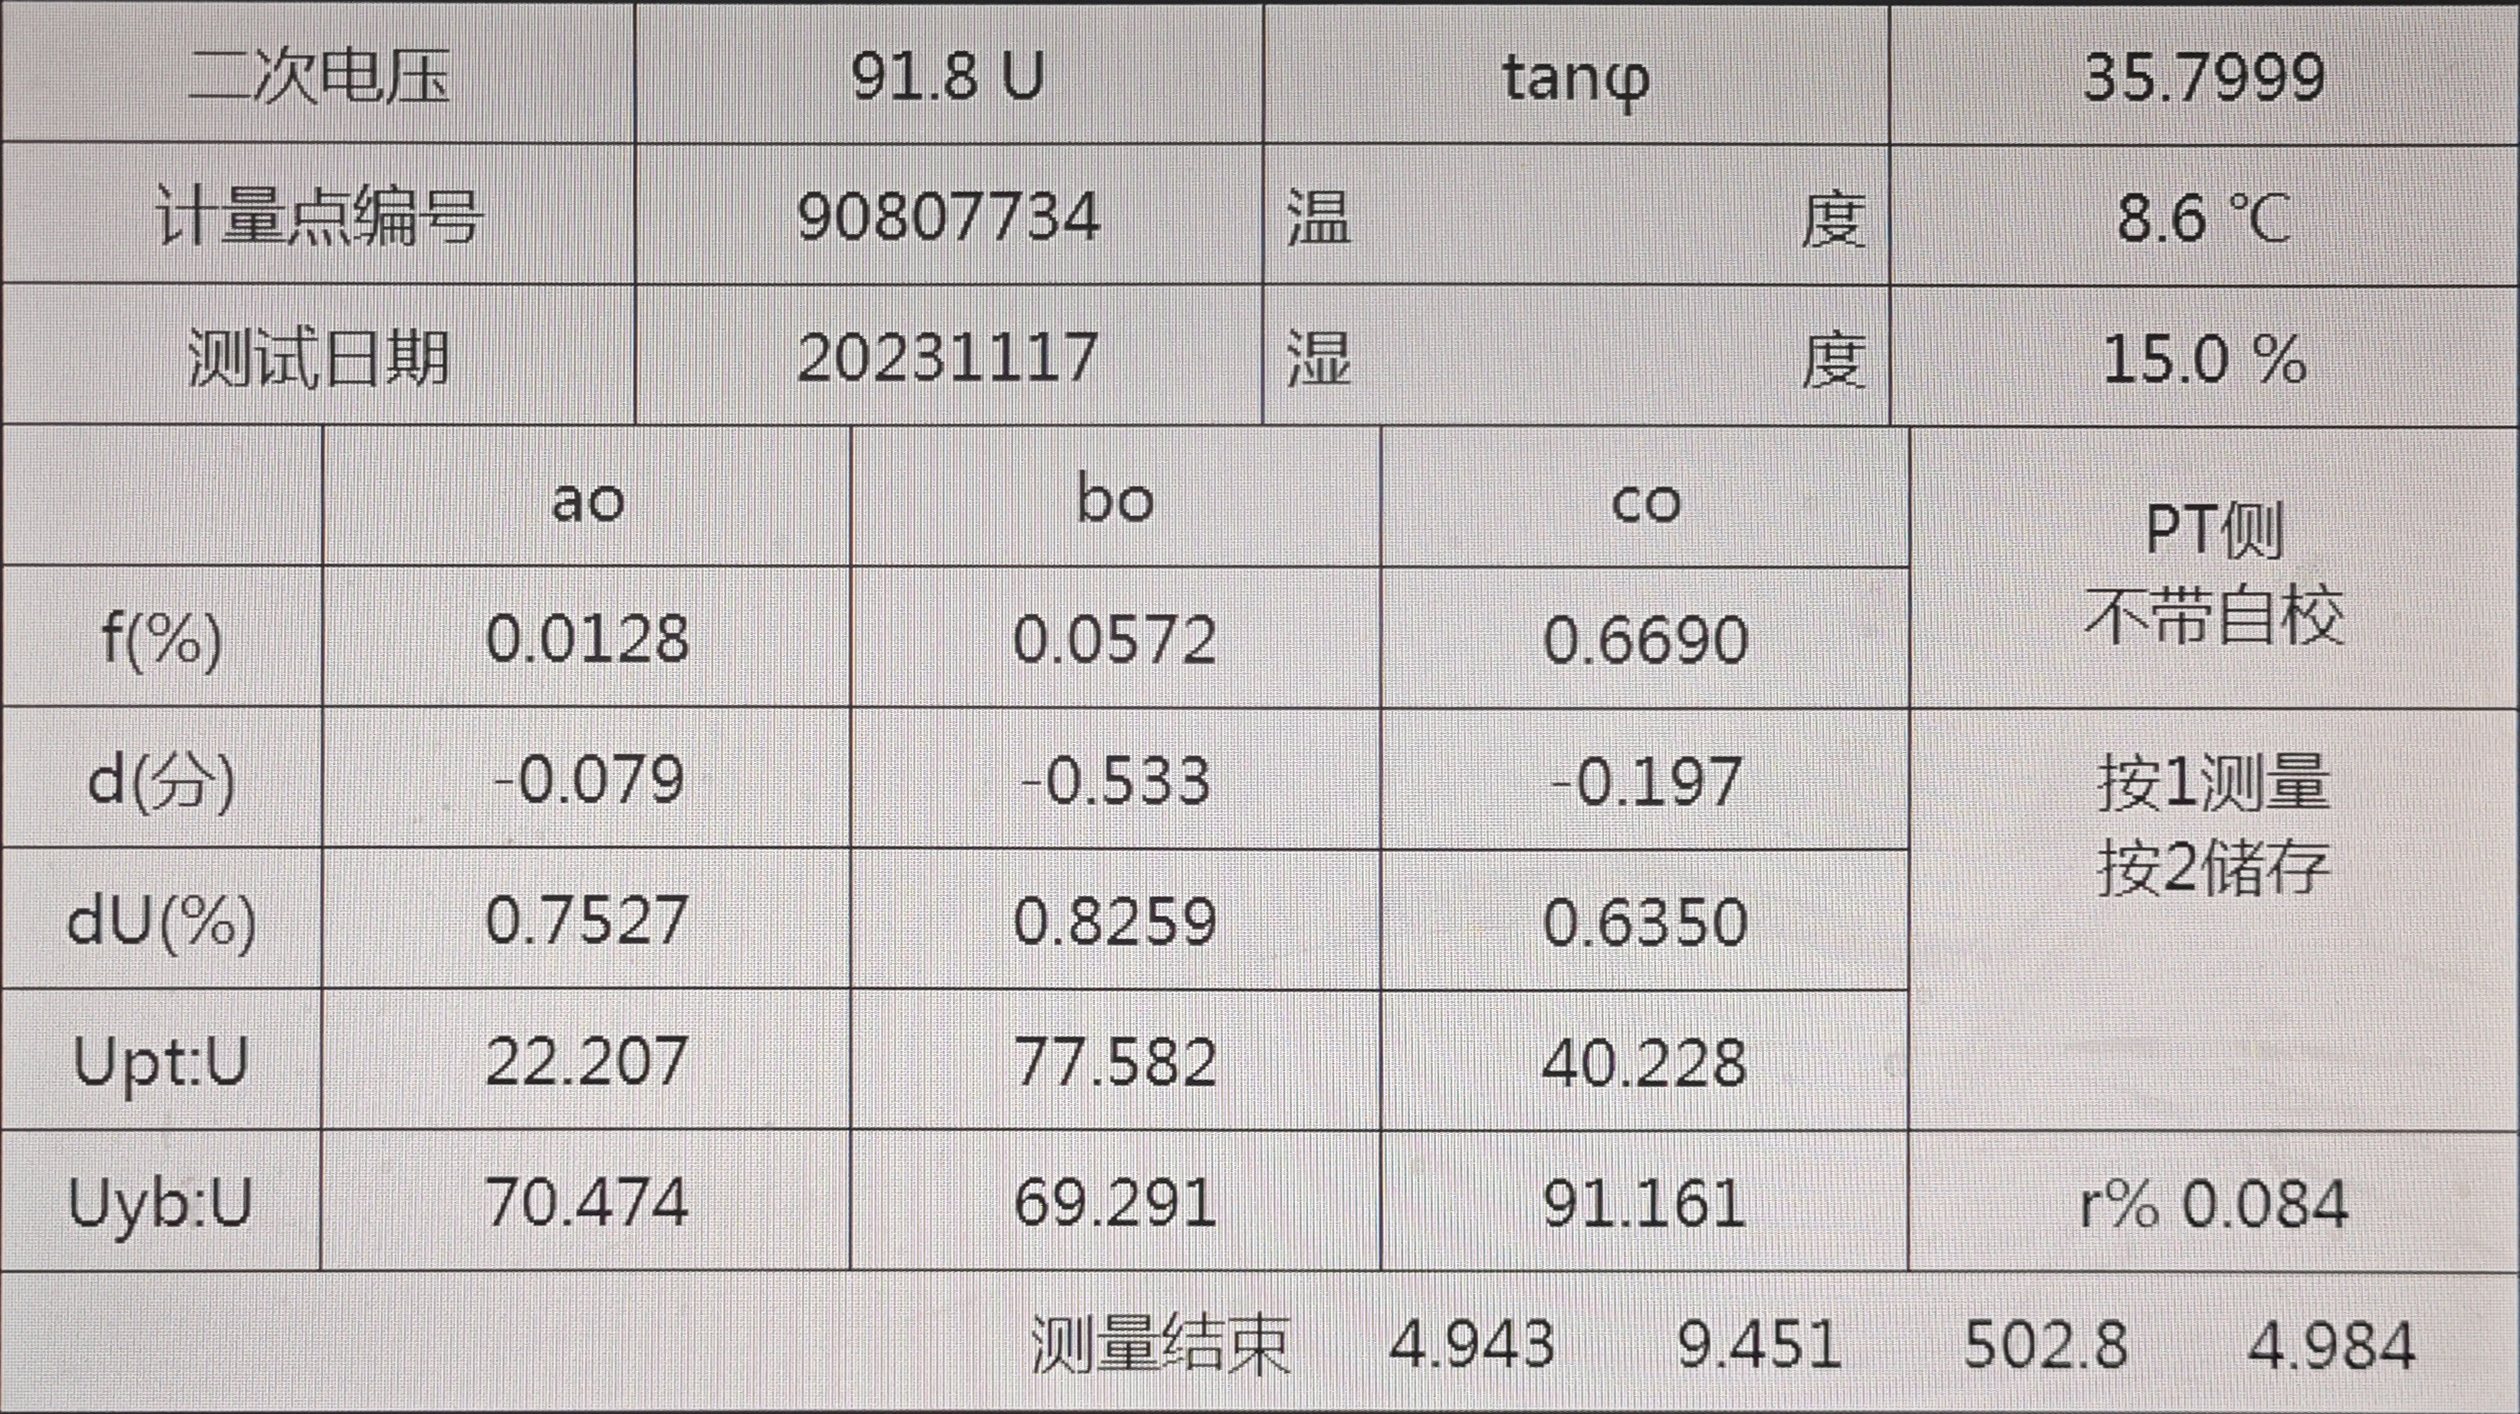 二次电压 91.8 U tanφ 35.7999
计量点编号 90807734 温 度 8.6 ℃
测试日期 20231117 湿 度 15.0 %
ao bo co PT侧
不带自校
f(%) 0.0128 0.0572 0.6690
d(分) -0.079 -0.533 -0.197 按1测量
按2储存
dU(%) 0.7527 0.8259 0.6350
Upt:U 22.207 77.582 40.228
Uyb:U 70.474 69.291 91.161 r% 0.084
测量结束 4.943 9.451 502.8 4.984